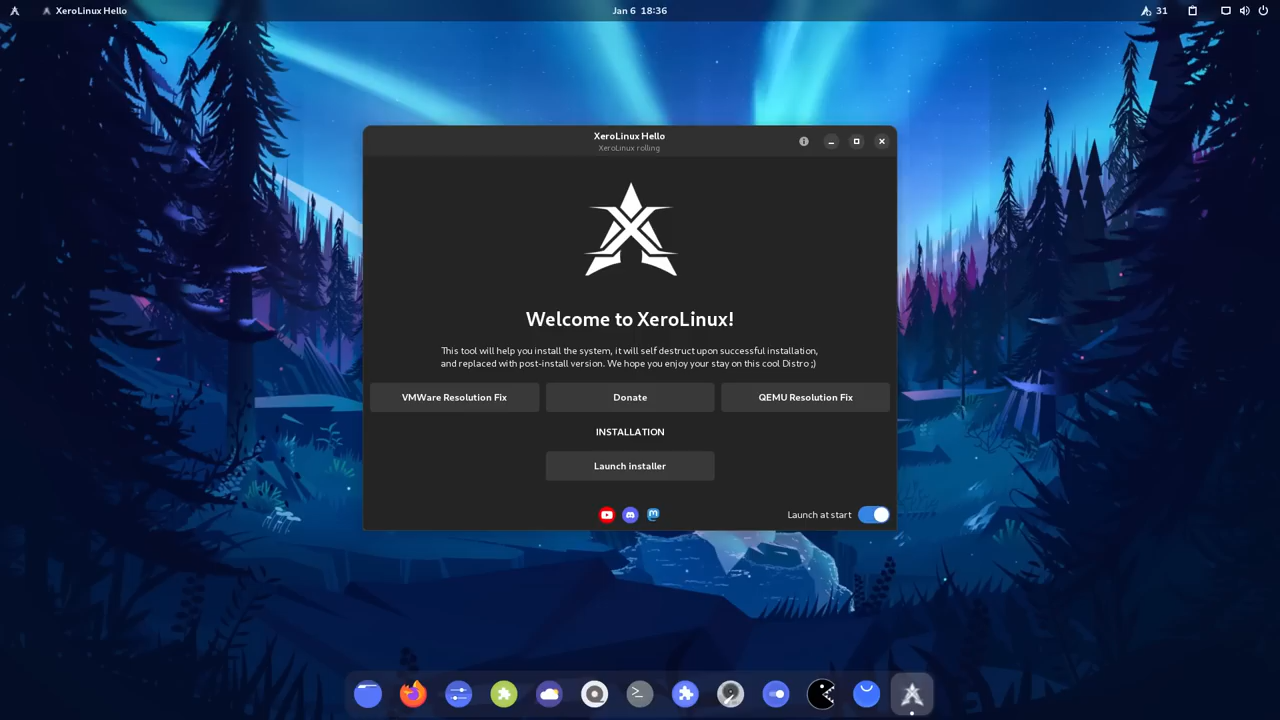 XeroLinux Hello
Jan 6 18:36
31
XeroLinux Hello
XeroLinux rolling
Welcome to XeroLinux!
This tool will help you install the system, it will self destruct upon successful installation,
and replaced with post-install version. We hope you enjoy your stay on this cool Distro ;)
VMWare Resolution Fix
Donate
QEMU Resolution Fix
INSTALLATION
Launch installer
Launch at start